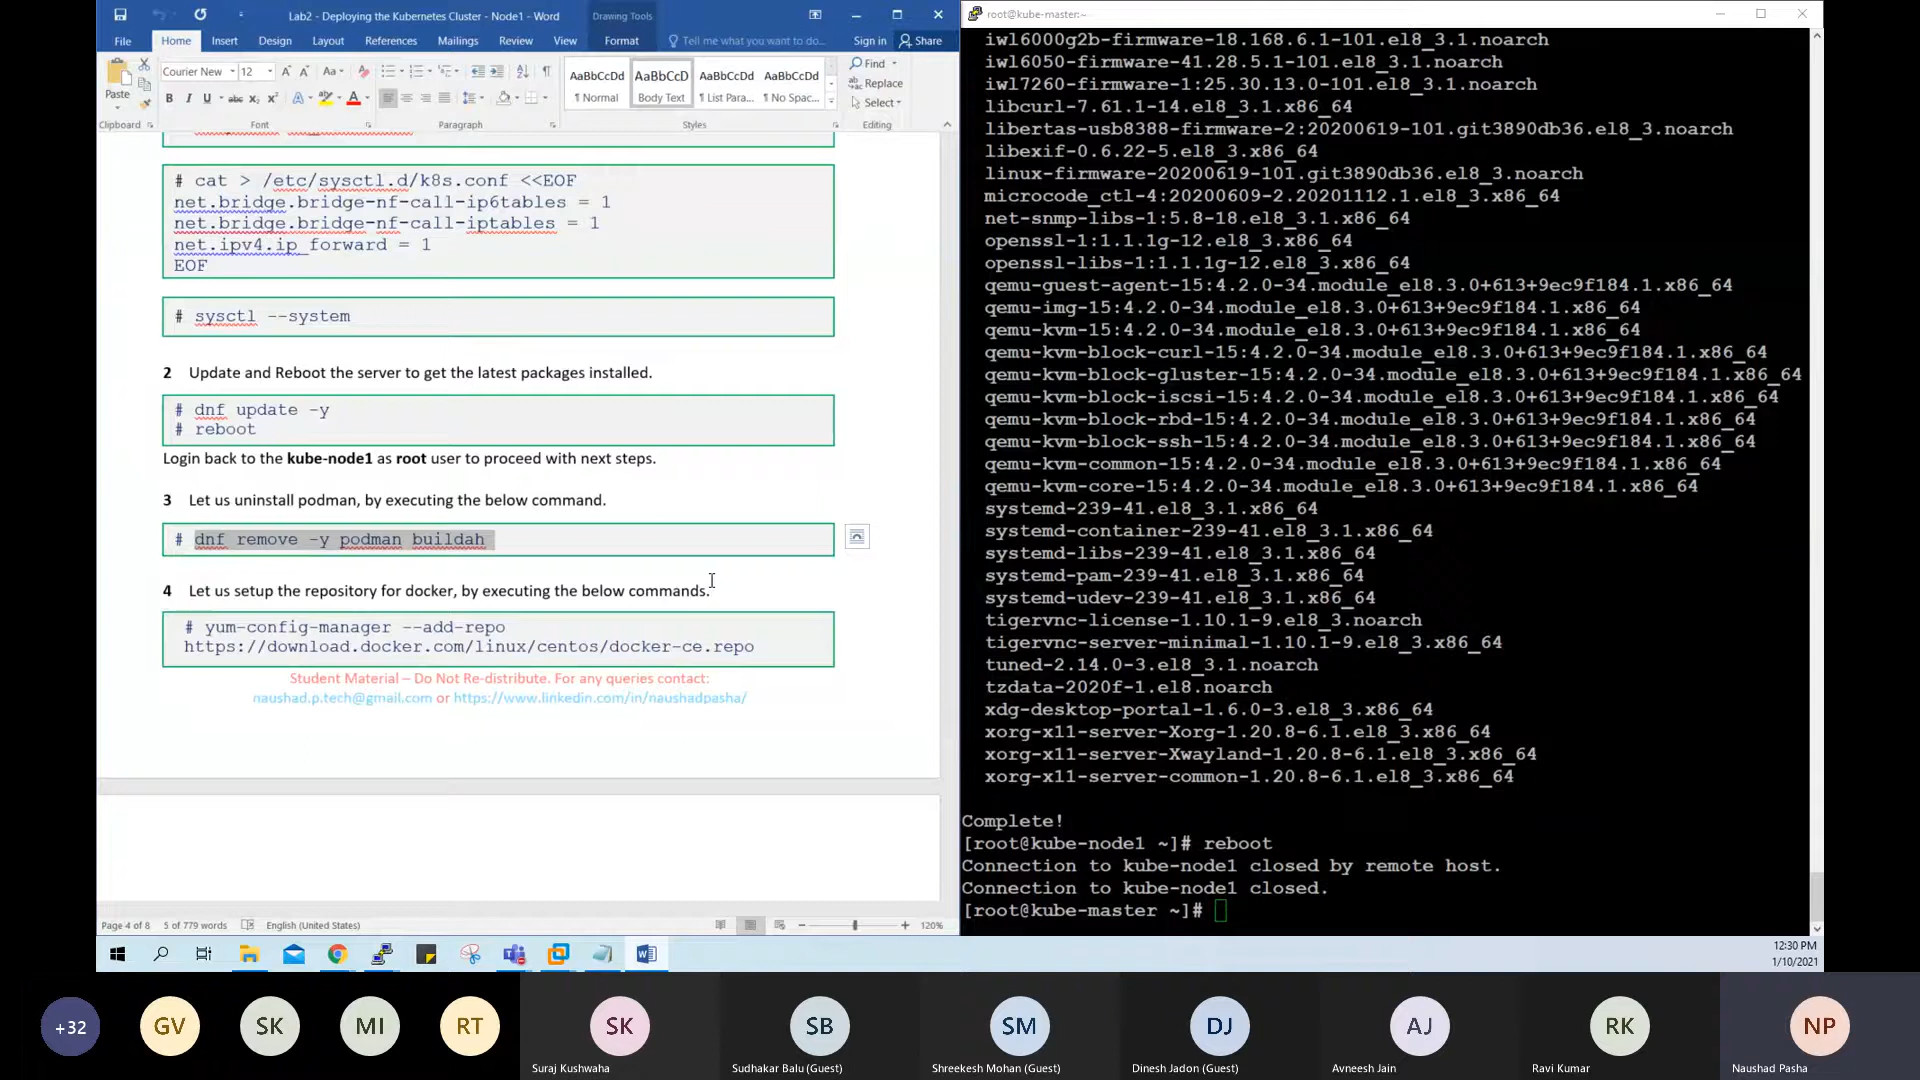 Lab2 - Deploying the Kubernetes Cluster - Node1 - Word
Drawing Tools
File
Home
Insert
Design
Layout
References
Mailings
Review
View
Format
Tell me what you want to do...
Sign in
Share
Paste
Courier New
12
Aa
B I U abc x2 x2
A
AaBbCcDd
¶ Normal
AaBbCcD
Body Text
AaBbCcDd
¶ List Para...
AaBbCcDd
¶ No Spac...
Find
Replace
Select
Clipboard
Font
Paragraph
Styles
Editing
# cat > /etc/sysctl.d/k8s.conf <<EOF
net.bridge.bridge-nf-call-ip6tables = 1
net.bridge.bridge-nf-call-iptables = 1
net.ipv4.ip_forward = 1
EOF
# sysctl --system
2 Update and Reboot the server to get the latest packages installed.
# dnf update -y
# reboot
Login back to the kube-node1 as root user to proceed with next steps.
3 Let us uninstall podman, by executing the below command.
# dnf remove -y podman buildah
4 Let us setup the repository for docker, by executing the below commands.
# yum-config-manager --add-repo
https://download.docker.com/linux/centos/docker-ce.repo
Student Material – Do Not Re-distribute. For any queries contact:
naushad.p.tech@gmail.com or https://www.linkedin.com/in/naushadpasha/
Page 4 of 8
5 of 779 words
English (United States)
120%
root@kube-master:~
iwl6000g2b-firmware-18.168.6.1-101.el8_3.1.noarch
iwl6050-firmware-41.28.5.1-101.el8_3.1.noarch
iwl7260-firmware-1:25.30.13.0-101.el8_3.1.noarch
libcurl-7.61.1-14.el8_3.1.x86_64
libertas-usb8388-firmware-2:20200619-101.git3890db36.el8_3.noarch
libexif-0.6.22-5.el8_3.x86_64
linux-firmware-20200619-101.git3890db36.el8_3.noarch
microcode_ctl-4:20200609-2.20201112.1.el8_3.x86_64
net-snmp-libs-1:5.8-18.el8_3.1.x86_64
openssl-1:1.1.1g-12.el8_3.x86_64
openssl-libs-1:1.1.1g-12.el8_3.x86_64
qemu-guest-agent-15:4.2.0-34.module_el8.3.0+613+9ec9f184.1.x86_64
qemu-img-15:4.2.0-34.module_el8.3.0+613+9ec9f184.1.x86_64
qemu-kvm-15:4.2.0-34.module_el8.3.0+613+9ec9f184.1.x86_64
qemu-kvm-block-curl-15:4.2.0-34.module_el8.3.0+613+9ec9f184.1.x86_64
qemu-kvm-block-gluster-15:4.2.0-34.module_el8.3.0+613+9ec9f184.1.x86_64
qemu-kvm-block-iscsi-15:4.2.0-34.module_el8.3.0+613+9ec9f184.1.x86_64
qemu-kvm-block-rbd-15:4.2.0-34.module_el8.3.0+613+9ec9f184.1.x86_64
qemu-kvm-block-ssh-15:4.2.0-34.module_el8.3.0+613+9ec9f184.1.x86_64
qemu-kvm-common-15:4.2.0-34.module_el8.3.0+613+9ec9f184.1.x86_64
qemu-kvm-core-15:4.2.0-34.module_el8.3.0+613+9ec9f184.1.x86_64
systemd-239-41.el8_3.1.x86_64
systemd-container-239-41.el8_3.1.x86_64
systemd-libs-239-41.el8_3.1.x86_64
systemd-pam-239-41.el8_3.1.x86_64
systemd-udev-239-41.el8_3.1.x86_64
tigervnc-license-1.10.1-9.el8_3.noarch
tigervnc-server-minimal-1.10.1-9.el8_3.x86_64
tuned-2.14.0-3.el8_3.1.noarch
tzdata-2020f-1.el8.noarch
xdg-desktop-portal-1.6.0-3.el8_3.x86_64
xorg-x11-server-Xorg-1.20.8-6.1.el8_3.x86_64
xorg-x11-server-Xwayland-1.20.8-6.1.el8_3.x86_64
xorg-x11-server-common-1.20.8-6.1.el8_3.x86_64
Complete!
[root@kube-node1 ~]# reboot
Connection to kube-node1 closed by remote host.
Connection to kube-node1 closed.
[root@kube-master ~]#
12:30 PM
1/10/2021
+32
GV
SK
MI
RT
SK
SB
SM
DJ
AJ
RK
NP
Suraj Kushwaha
Sudhakar Balu (Guest)
Shreekesh Mohan (Guest)
Dinesh Jadon (Guest)
Avneesh Jain
Ravi Kumar
Naushad Pasha